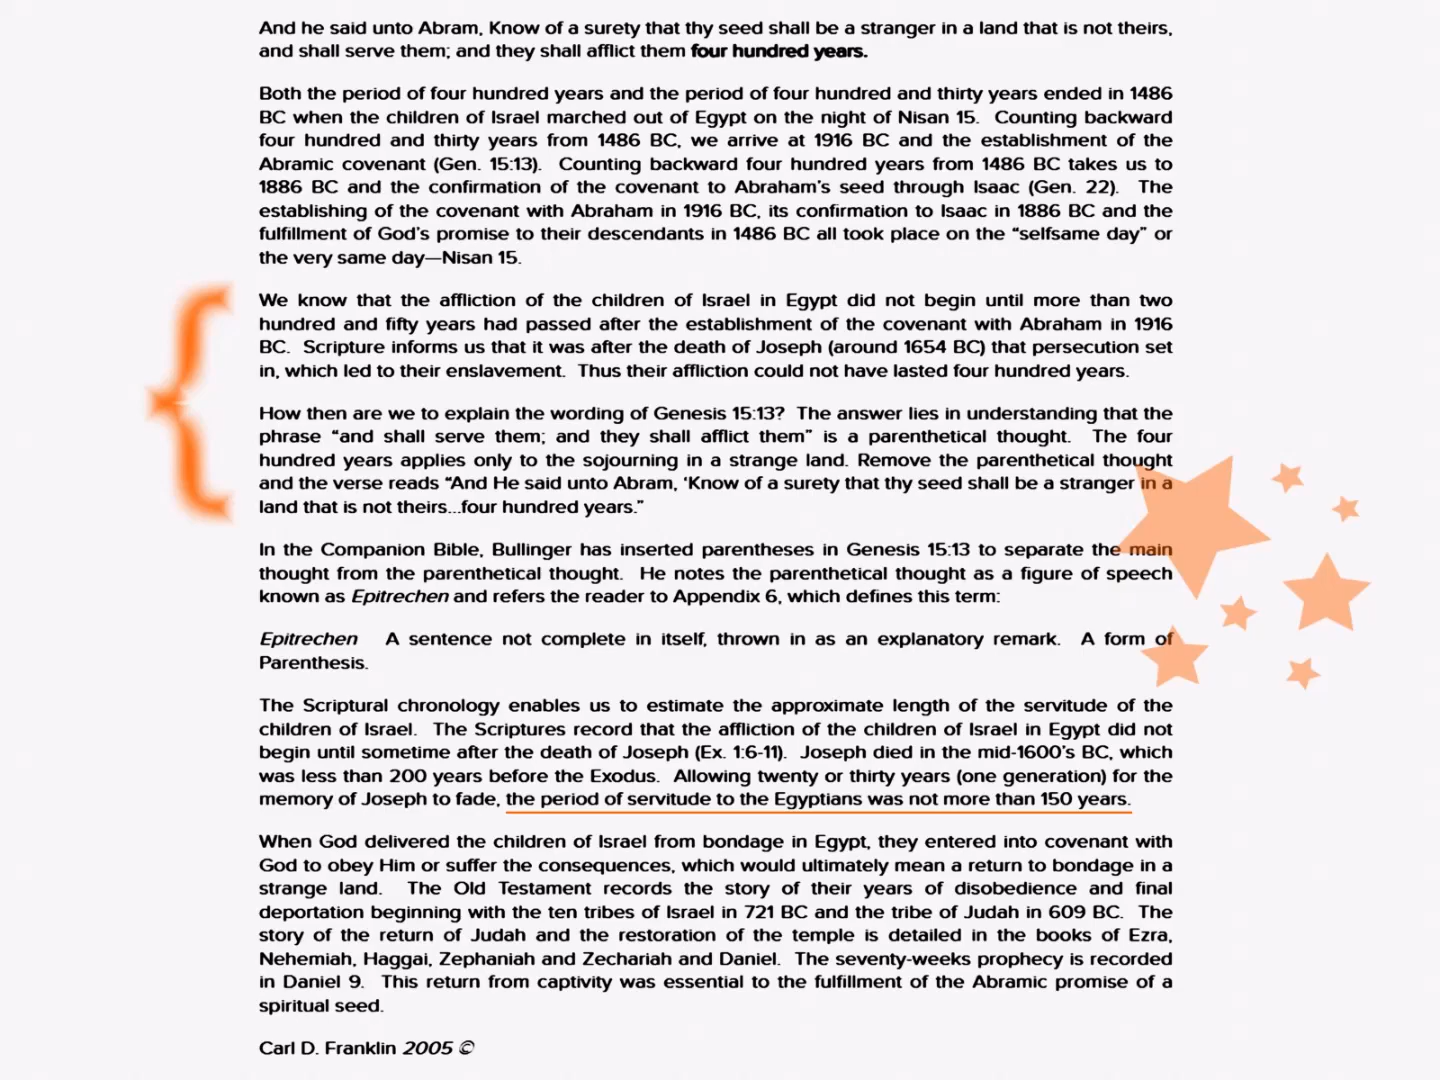 And he said unto Abram, Know of a surety that thy seed shall be a stranger in a land that is not theirs,
and shall serve them; and they shall afflict them four hundred years.
Both the period of four hundred years and the period of four hundred and thirty years ended in 1486
BC when the children of Israel marched out of Egypt on the night of Nisan 15. Counting backward
four hundred and thirty years from 1486 BC, we arrive at 1916 BC and the establishment of the
Abramic covenant (Gen. 15:13). Counting backward four hundred years from 1486 BC takes us to
1886 BC and the confirmation of the covenant to Abraham's seed through Isaac (Gen. 22). The
establishing of the covenant with Abraham in 1916 BC, its confirmation to Isaac in 1886 BC and the
fulfillment of God's promise to their descendants in 1486 BC all took place on the “selfsame day” or
the very same day—Nisan 15.
We know that the affliction of the children of Israel in Egypt did not begin until more than two
hundred and fifty years had passed after the establishment of the covenant with Abraham in 1916
BC. Scripture informs us that it was after the death of Joseph (around 1654 BC) that persecution set
in, which led to their enslavement. Thus their affliction could not have lasted four hundred years.
How then are we to explain the wording of Genesis 15:13? The answer lies in understanding that the
phrase “and shall serve them; and they shall afflict them” is a parenthetical thought. The four
hundred years applies only to the sojourning in a strange land. Remove the parenthetical thought
and the verse reads “And He said unto Abram, ‘Know of a surety that thy seed shall be a stranger in a
land that is not theirs...four hundred years.”
In the Companion Bible, Bullinger has inserted parentheses in Genesis 15:13 to separate the main
thought from the parenthetical thought. He notes the parenthetical thought as a figure of speech
known as Epitrechen and refers the reader to Appendix 6, which defines this term:
Epitrechen A sentence not complete in itself, thrown in as an explanatory remark. A form of
Parenthesis.
The Scriptural chronology enables us to estimate the approximate length of the servitude of the
children of Israel. The Scriptures record that the affliction of the children of Israel in Egypt did not
begin until sometime after the death of Joseph (Ex. 1:6-11). Joseph died in the mid-1600's BC, which
was less than 200 years before the Exodus. Allowing twenty or thirty years (one generation) for the
memory of Joseph to fade, the period of servitude to the Egyptians was not more than 150 years.
When God delivered the children of Israel from bondage in Egypt, they entered into covenant with
God to obey Him or suffer the consequences, which would ultimately mean a return to bondage in a
strange land. The Old Testament records the story of their years of disobedience and final
deportation beginning with the ten tribes of Israel in 721 BC and the tribe of Judah in 609 BC. The
story of the return of Judah and the restoration of the temple is detailed in the books of Ezra,
Nehemiah, Haggai, Zephaniah and Zechariah and Daniel. The seventy-weeks prophecy is recorded
in Daniel 9. This return from captivity was essential to the fulfillment of the Abramic promise of a
spiritual seed.
Carl D. Franklin 2005 ©